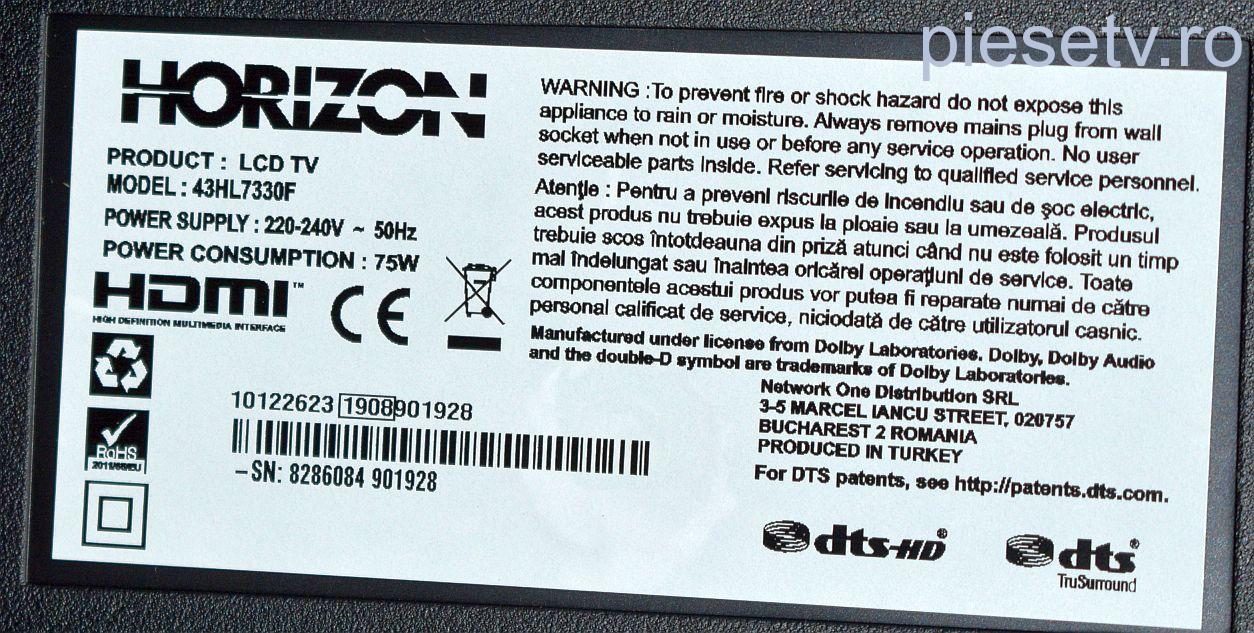 piesetv.ro
HORIZON
PRODUCT : LCD TV
MODEL : 43HL7330F
POWER SUPPLY : 220-240V ~ 50Hz
POWER CONSUMPTION : 75W
HDMI™
HIGH DEFINITION MULTIMEDIA INTERFACE
CE
RoHS
2011/65/EU
10122623 1908901928
-SN: 8286084 901928
WARNING :To prevent fire or shock hazard do not expose this
appliance to rain or moisture. Always remove mains plug from wall
socket when not in use or before any service operation. No user
serviceable parts inside. Refer servicing to qualified service personnel.
Atenție : Pentru a preveni riscurile de incendiu sau de șoc electric,
acest produs nu trebuie expus la ploaie sau la umezeală. Produsul
trebuie scos întotdeauna din priză atunci când nu este folosit un timp
mai îndelungat sau înaintea oricărei operațiuni de service. Toate
componentele acestui produs vor putea fi reparate numai de către
personal calificat de service, niciodată de către utilizatorul casnic.
Manufactured under license from Dolby Laboratories. Dolby, Dolby Audio
and the double-D symbol are trademarks of Dolby Laboratories.
Network One Distribution SRL
3-5 MARCEL IANCU STREET, 020757
BUCHAREST 2 ROMANIA
PRODUCED IN TURKEY
For DTS patents, see http://patents.dts.com.
dts-HD®
dts®
TruSurround